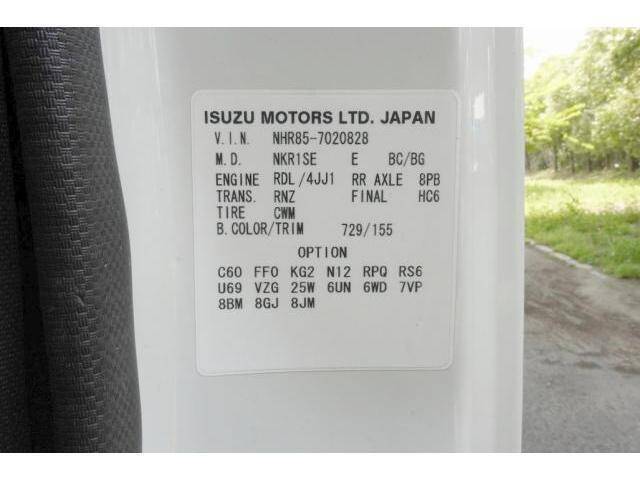 ISUZU MOTORS LTD. JAPAN
V.I.N. NHR85-7020828
M.D. NKR1SE E BC/BG
ENGINE RDL/4JJ1 RR AXLE 8PB
TRANS. RNZ FINAL HC6
TIRE CWM
B.COLOR/TRIM 729/155
OPTION
C60 FF0 KG2 N12 RPQ RS6
U69 VZG 25W 6UN 6WD 7VP
8BM 8GJ 8JM